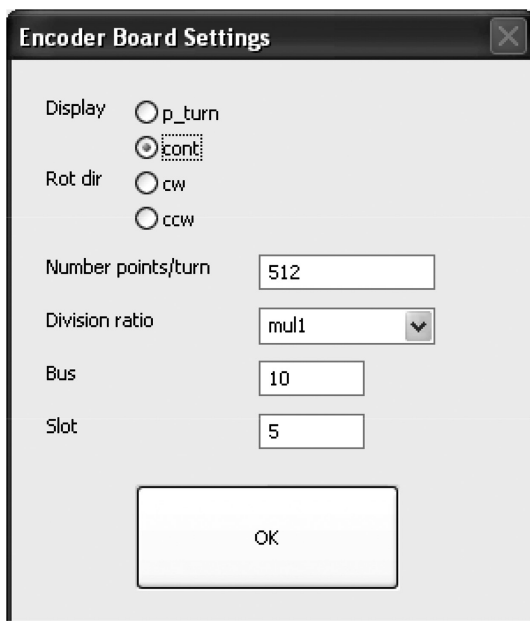 Encoder Board Settings
Display p_turn
cont
Rot dir cw
ccw
Number points/turn 512
Division ratio mul1
Bus 10
Slot 5
OK